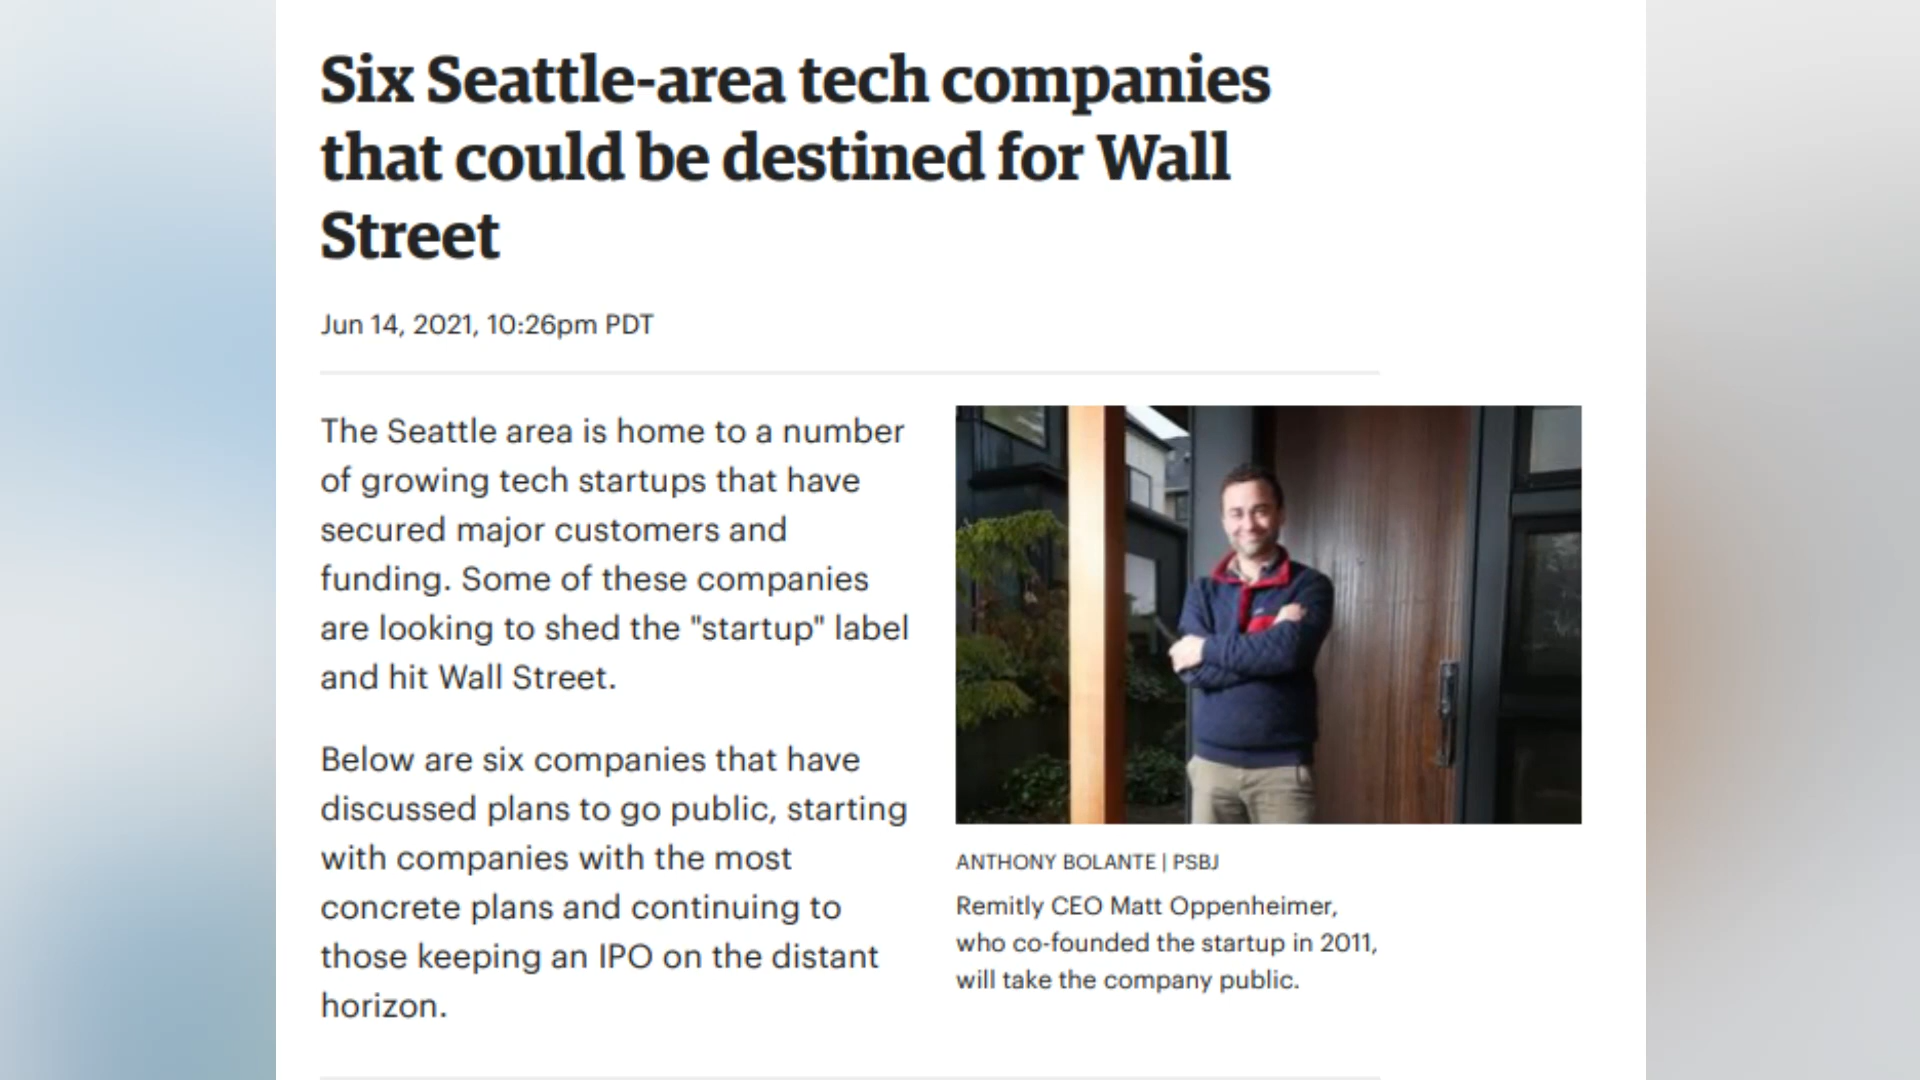 Six Seattle-area tech companies
that could be destined for Wall
Street
Jun 14, 2021, 10:26pm PDT
The Seattle area is home to a number
of growing tech startups that have
secured major customers and
funding. Some of these companies
are looking to shed the "startup" label
and hit Wall Street.
Below are six companies that have
discussed plans to go public, starting
with companies with the most
concrete plans and continuing to
those keeping an IPO on the distant
horizon.
ANTHONY BOLANTE | PSBJ
Remitly CEO Matt Oppenheimer,
who co-founded the startup in 2011,
will take the company public.